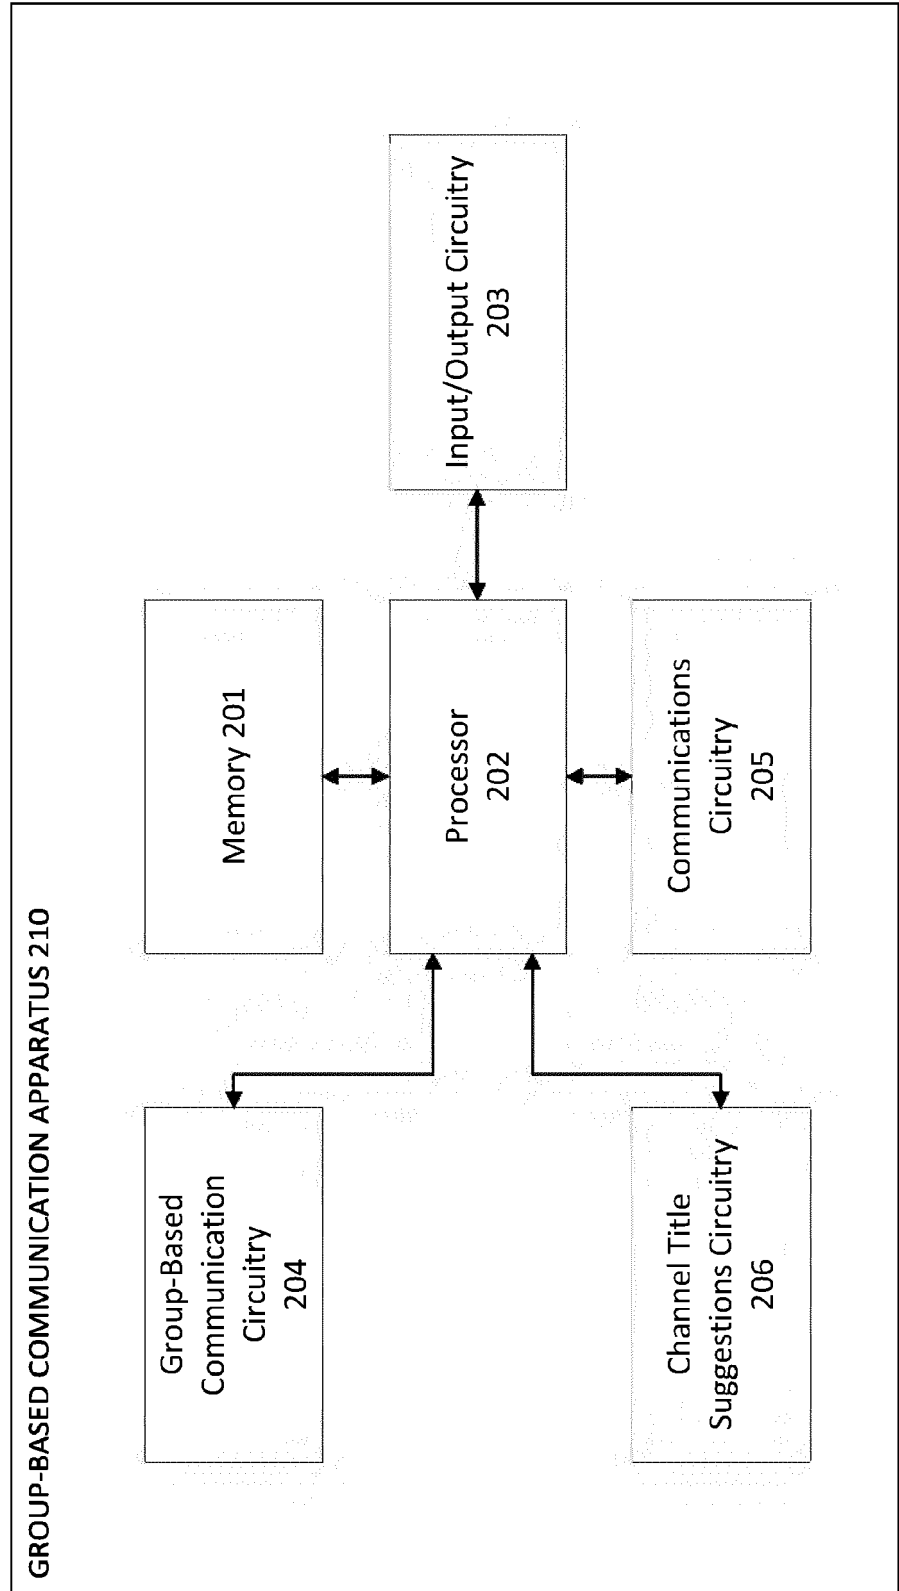 GROUP-BASED COMMUNICATION APPARATUS 210
Group-Based
Communication
Circuitry
204
Memory 201
Processor
202
Input/Output Circuitry
203
Channel Title
Suggestions Circuitry
206
Communications
Circuitry
205